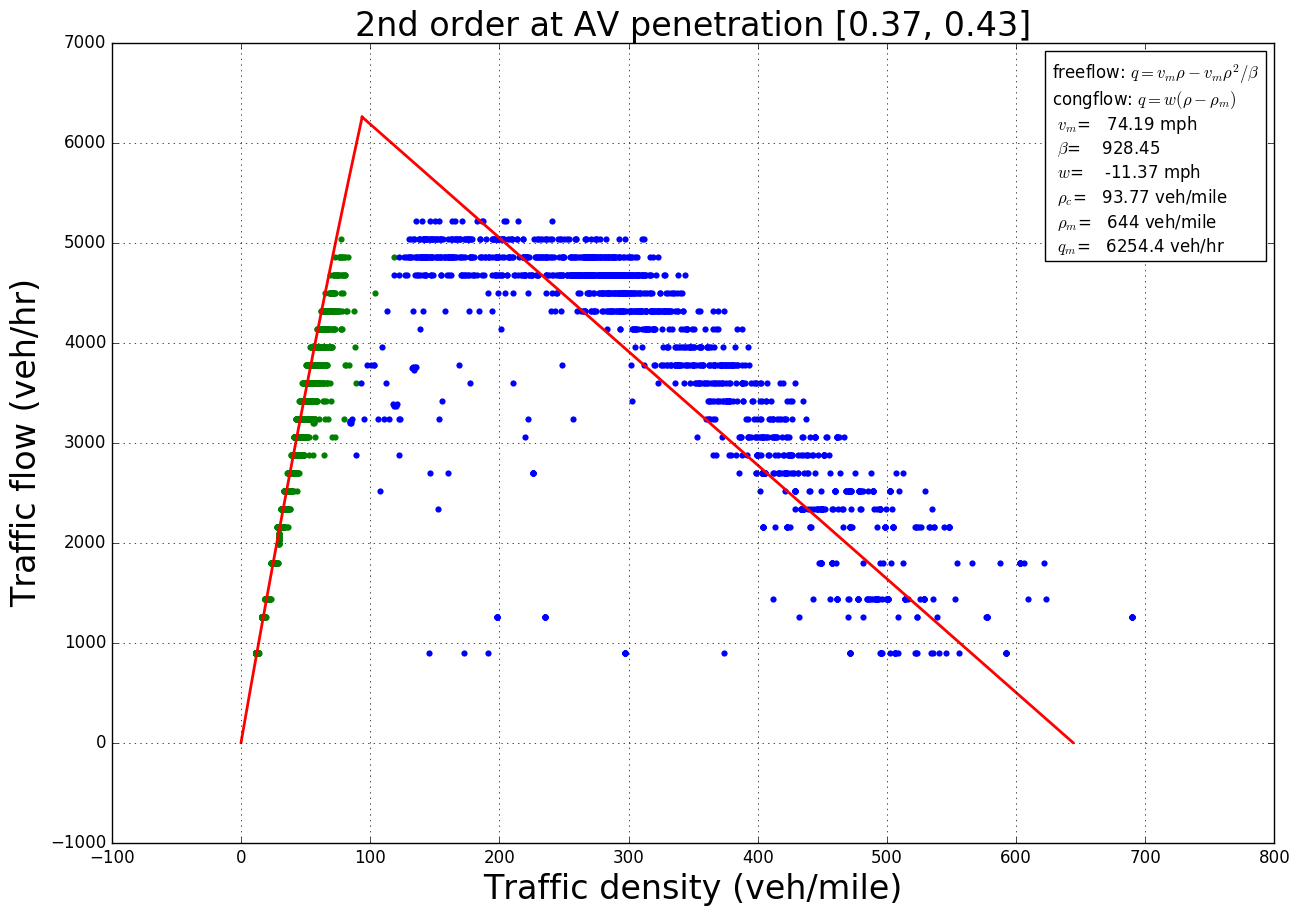 2nd order at AV penetration [0.37, 0.43]
7000
6000
5000
4000
3000
2000
1000
0
−1000
Traffic flow (veh/hr)
freeflow: q = v_m ρ − v_m ρ²/β
congflow: q = w(ρ − ρ_m)
v_m= 74.19 mph
β= 928.45
w= -11.37 mph
ρ_c= 93.77 veh/mile
ρ_m= 644 veh/mile
q_m= 6254.4 veh/hr
−100 0 100 200 300 400 500 600 700 800
Traffic density (veh/mile)